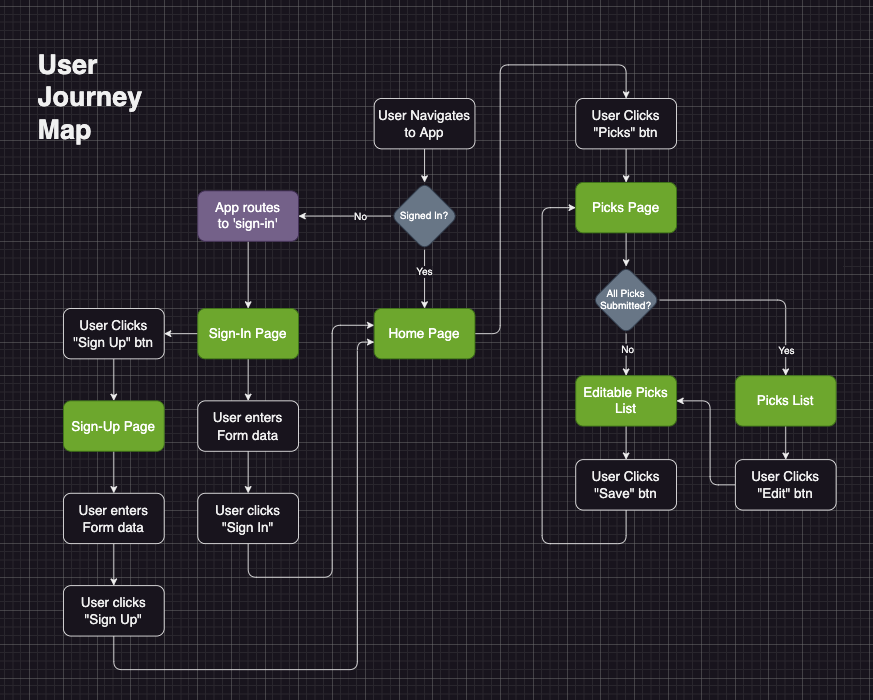 User
Journey
Map
User Navigates
to App
Signed In?
No
Yes
App routes
to 'sign-in'
Sign-In Page
User Clicks
"Sign Up" btn
Sign-Up Page
User enters
Form data
User clicks
"Sign Up"
User enters
Form data
User clicks
"Sign In"
Home Page
User Clicks
"Picks" btn
Picks Page
All Picks
Submitted?
No
Yes
Editable Picks
List
User Clicks
"Save" btn
Picks List
User Clicks
"Edit" btn